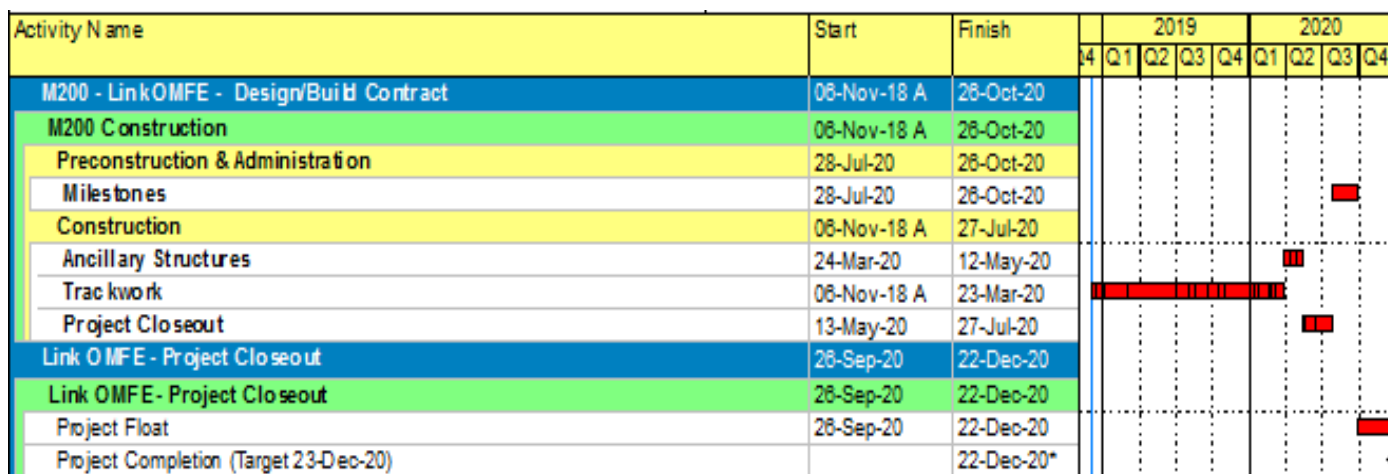 Activity Name Start Finish 2019 2020
Q4 Q1 Q2 Q3 Q4 Q1 Q2 Q3 Q4
M200 - LinkOMFE - Design/Build Contract 06-Nov-18 A 26-Oct-20
M200 Construction 06-Nov-18 A 26-Oct-20
Preconstruction & Administration 28-Jul-20 26-Oct-20
Milestones 28-Jul-20 26-Oct-20
Construction 06-Nov-18 A 27-Jul-20
Ancillary Structures 24-Mar-20 12-May-20
Trackwork 06-Nov-18 A 23-Mar-20
Project Closeout 13-May-20 27-Jul-20
Link OMFE - Project Closeout 26-Sep-20 22-Dec-20
Link OMFE- Project Closeout 26-Sep-20 22-Dec-20
Project Float 26-Sep-20 22-Dec-20
Project Completion (Target 23-Dec-20) 22-Dec-20*